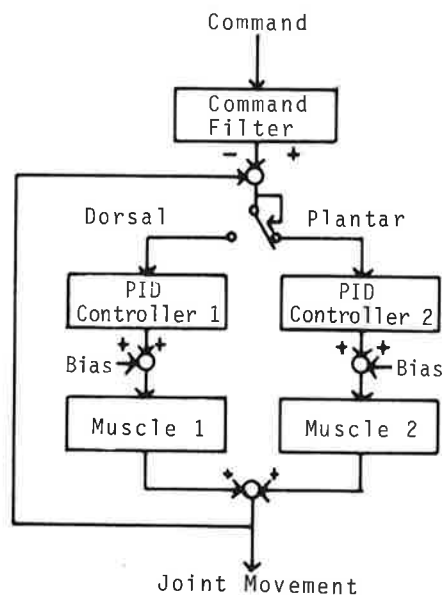 Command
Command
Filter
- +
Dorsal
Plantar
PID
Controller 1
PID
Controller 2
+ +
+ +
Bias
Bias
Muscle 1
Muscle 2
+ +
Joint Movement